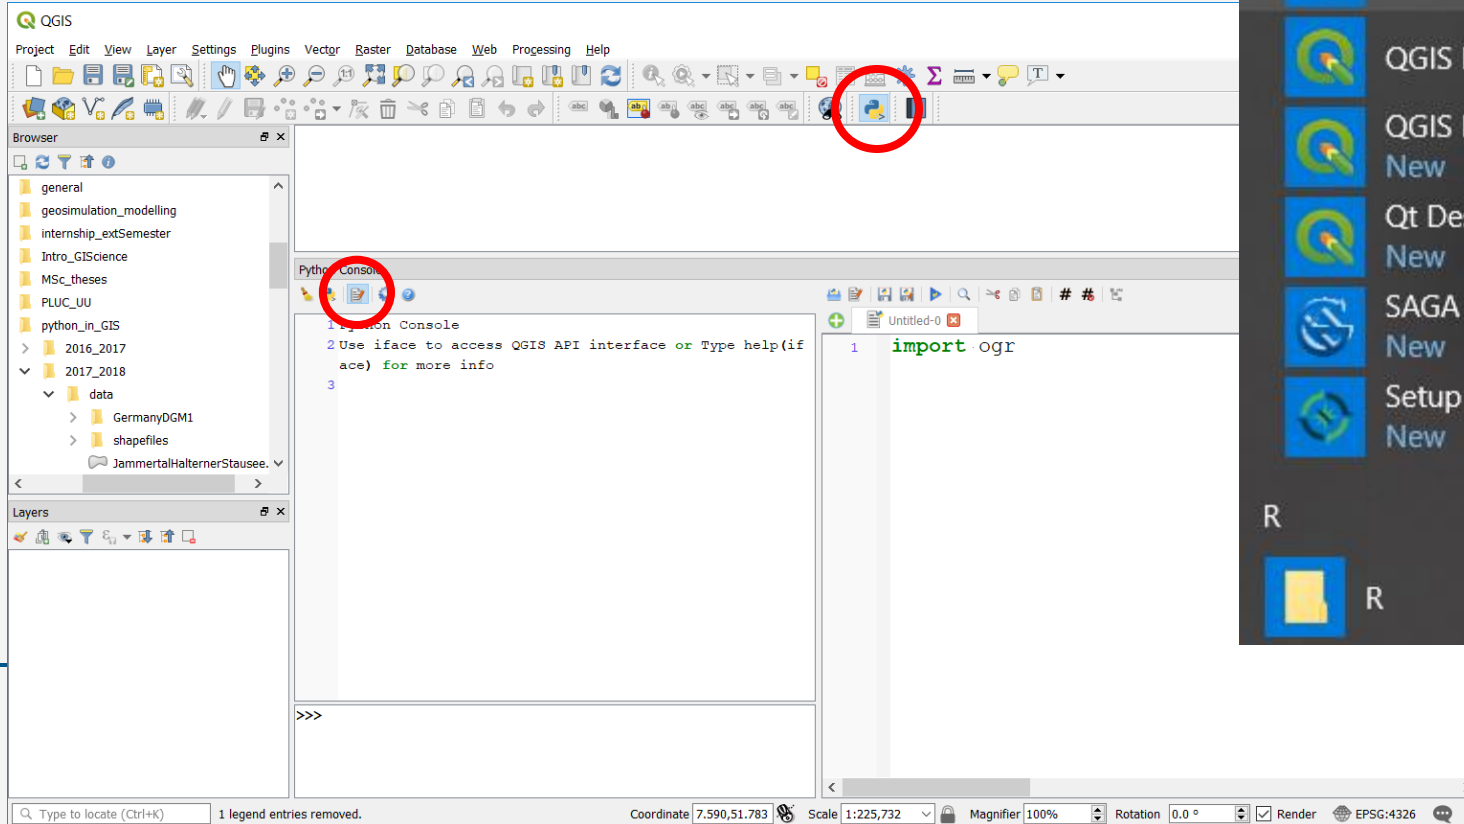 QGIS
Project Edit View Layer Settings Plugins Vector Raster Database Web Processing Help
Browser
general
geosimulation_modelling
internship_extSemester
Intro_GIScience
MSc_theses
PLUC_UU
python_in_GIS
2016_2017
2017_2018
data
GermanyDGM1
shapefiles
JammertalHalternerStausee.
Layers
Python Console
1 Python Console
2 Use iface to access QGIS API interface or Type help(if
ace) for more info
3
>>>
Untitled-0
1 import ogr
QGIS
QGIS
New
Qt De
New
SAGA
New
Setup
New
R
R
Type to locate (Ctrl+K) 1 legend entries removed. Coordinate 7.590,51.783 Scale 1:225,732 Magnifier 100% Rotation 0.0 ° Render EPSG:4326